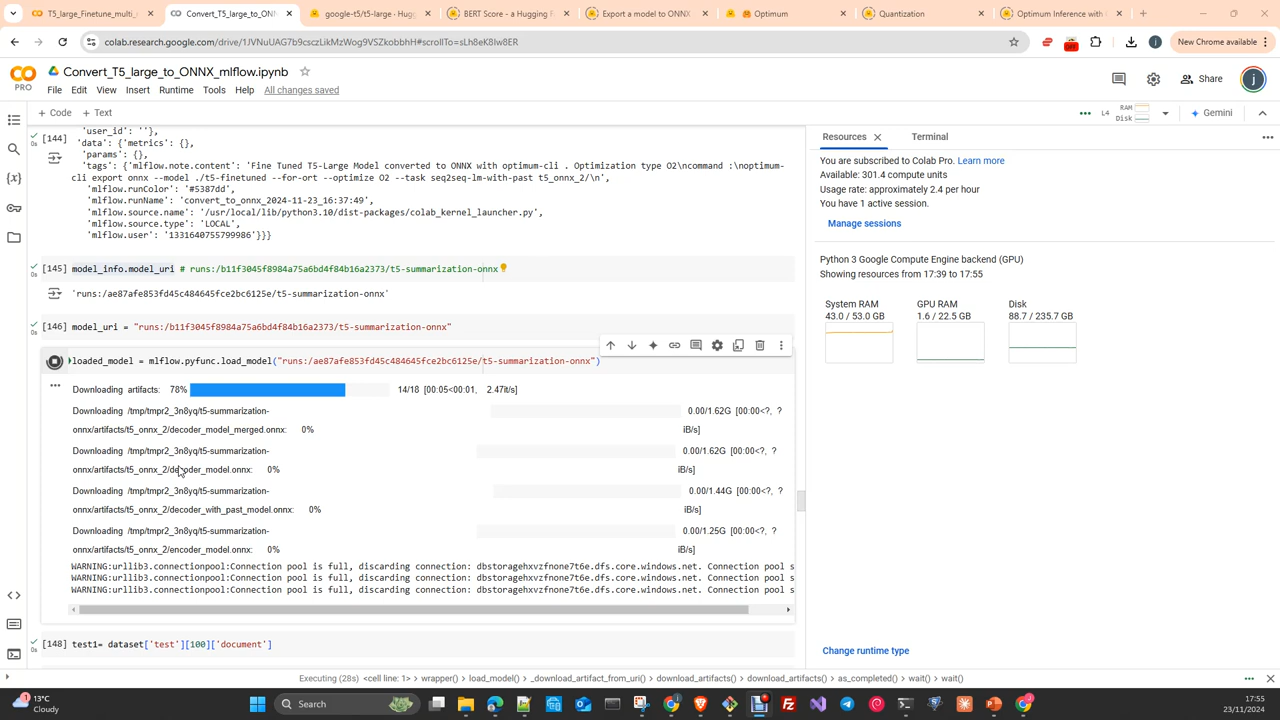 T5_large_Finetune_multi_
Convert_T5_large_to_ONN
google-t5/t5-large - Hugg
BERT Score - a Hugging F
Export a model to ONNX
Optimum
Quantization
Optimum Inference with
colab.research.google.com/drive/1JVNuUAG7b9csczLikMzWog9VSZkobbhH#scrollTo=sLh8eK8Iw8ER
OFF
New Chrome available
PRO
Convert_T5_large_to_ONNX_mlflow.ipynb
File Edit View Insert Runtime Tools Help All changes saved
Share
+ Code + Text
L4
RAM
Disk
Gemini
[144]
0s
'user_id': ''},
'data': {'metrics': {},
'params': {},
'tags': {'mlflow.note.content': 'Fine Tuned T5-Large Model converted to ONNX with optimum-cli . Optimization type O2\ncommand :\noptimum-
cli export onnx --model ./t5-finetuned --for-ort --optimize O2 --task seq2seq-lm-with-past t5_onnx_2/\n',
'mlflow.runColor': '#5387dd',
'mlflow.runName': 'convert_to_onnx_2024-11-23_16:37:49',
'mlflow.source.name': '/usr/local/lib/python3.10/dist-packages/colab_kernel_launcher.py',
'mlflow.source.type': 'LOCAL',
'mlflow.user': '1331640755799986'}}}
[145] model_info.model_uri # runs:/b11f3045f8984a75a6bd4f84b16a2373/t5-summarization-onnx
0s
'runs:/ae87afe853fd45c484645fce2bc6125e/t5-summarization-onnx'
[146] model_uri = "runs:/b11f3045f8984a75a6bd4f84b16a2373/t5-summarization-onnx"
0s
loaded_model = mlflow.pyfunc.load_model("runs:/ae87afe853fd45c484645fce2bc6125e/t5-summarization-onnx")
Downloading artifacts: 78% 14/18 [00:05<00:01, 2.47it/s]
Downloading /tmp/tmpr2_3n8yq/t5-summarization- 0.00/1.62G [00:00<?, ?
onnx/artifacts/t5_onnx_2/decoder_model_merged.onnx: 0% iB/s]
Downloading /tmp/tmpr2_3n8yq/t5-summarization- 0.00/1.62G [00:00<?, ?
onnx/artifacts/t5_onnx_2/decoder_model.onnx: 0% iB/s]
Downloading /tmp/tmpr2_3n8yq/t5-summarization- 0.00/1.44G [00:00<?, ?
onnx/artifacts/t5_onnx_2/decoder_with_past_model.onnx: 0% iB/s]
Downloading /tmp/tmpr2_3n8yq/t5-summarization- 0.00/1.25G [00:00<?, ?
onnx/artifacts/t5_onnx_2/encoder_model.onnx: 0% iB/s]
WARNING:urllib3.connectionpool:Connection pool is full, discarding connection: dbstoragehxvzfnone7t6e.dfs.core.windows.net. Connection pool s
WARNING:urllib3.connectionpool:Connection pool is full, discarding connection: dbstoragehxvzfnone7t6e.dfs.core.windows.net. Connection pool s
WARNING:urllib3.connectionpool:Connection pool is full, discarding connection: dbstoragehxvzfnone7t6e.dfs.core.windows.net. Connection pool s
[148] test1= dataset['test'][100]['document']
0s
Resources
Terminal
You are subscribed to Colab Pro. Learn more
Available: 301.4 compute units
Usage rate: approximately 2.4 per hour
You have 1 active session.
Manage sessions
Python 3 Google Compute Engine backend (GPU)
Showing resources from 17:39 to 17:55
System RAM
43.0 / 53.0 GB
GPU RAM
1.6 / 22.5 GB
Disk
88.7 / 235.7 GB
Change runtime type
Executing (28s) <cell line: 1> wrapper() load_model() _download_artifact_from_uri() download_artifacts() download_artifacts() as_completed() wait() wait()
13°C
Cloudy
Search
17:55
23/11/2024